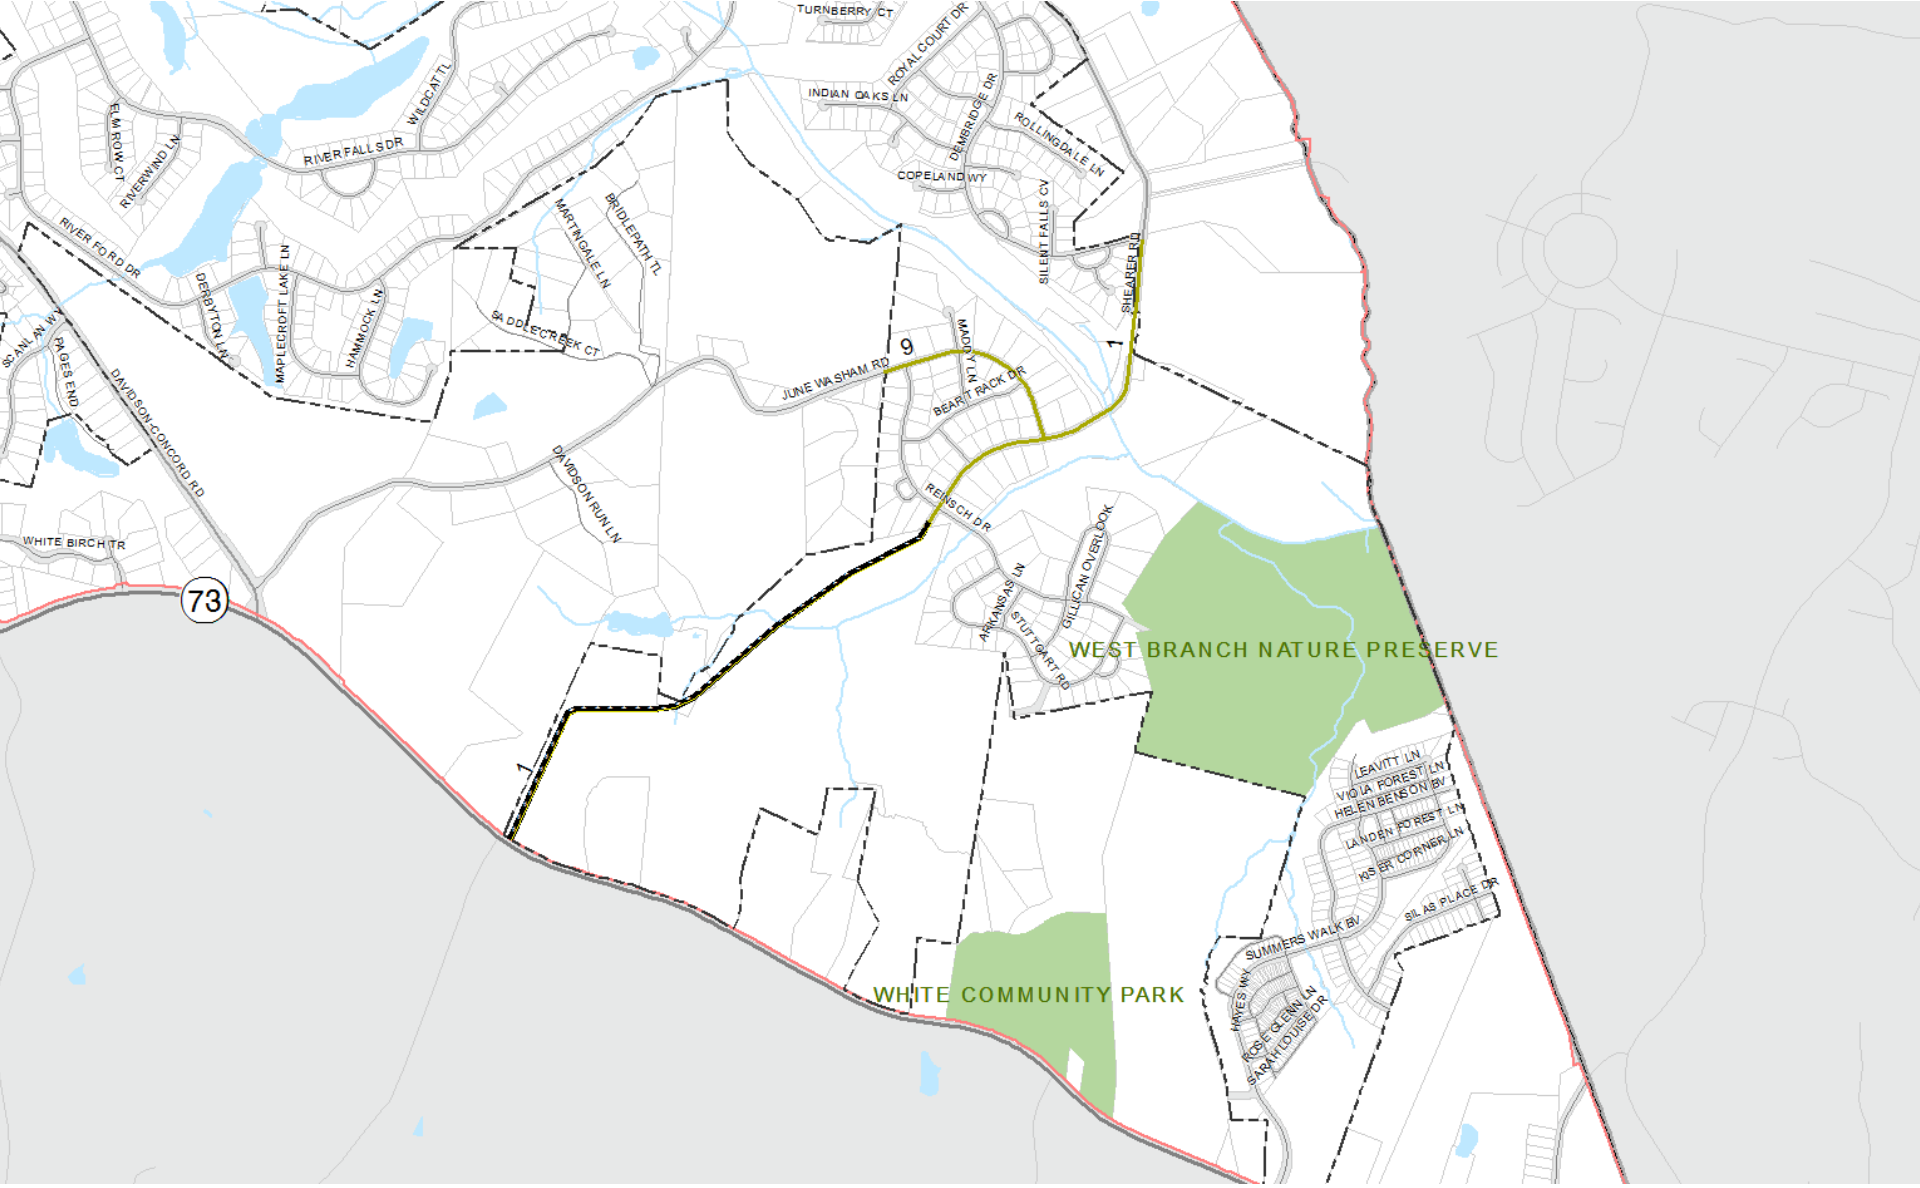 TURNBERRY CT
ROYAL COURT DR
WILDCAT TL
INDIAN OAKS LN
DEMBRIDGE DR
ELM ROW CT
ROLLINGDALE LN
RIVER FALLS DR
RIVERWIND LN
COPELAND WY
SILENT FALLS CV
BRIDLEPATH TL
MARTINGALE LN
RIVER FORD DR
SHEARER RD
DERBYTON LN
MAPLECROFT LAKE LN
HAMMOCK LN
SADDLECREEK CT
SCANLAN WY
PAGES END
MADDY LN
9
1
JUNE WASHAM RD
BEAR TRACK DR
DAVIDSON-CONCORD RD
DAVIDSON RUN LN
REINSCH DR
GILLICAN OVERLOOK
WHITE BIRCH TR
73
ARKANSAS LN
STUTTGART RD
WEST BRANCH NATURE PRESERVE
1
LEAVITT LN
VIOLA FOREST LN
HELEN BENSON BV
LANDEN FOREST LN
KISER CORNER LN
SILAS PLACE DR
SUMMERS WALK BV
HAYES WY
WHITE COMMUNITY PARK
ROSE GLENN LN
SARAH LOUISE DR